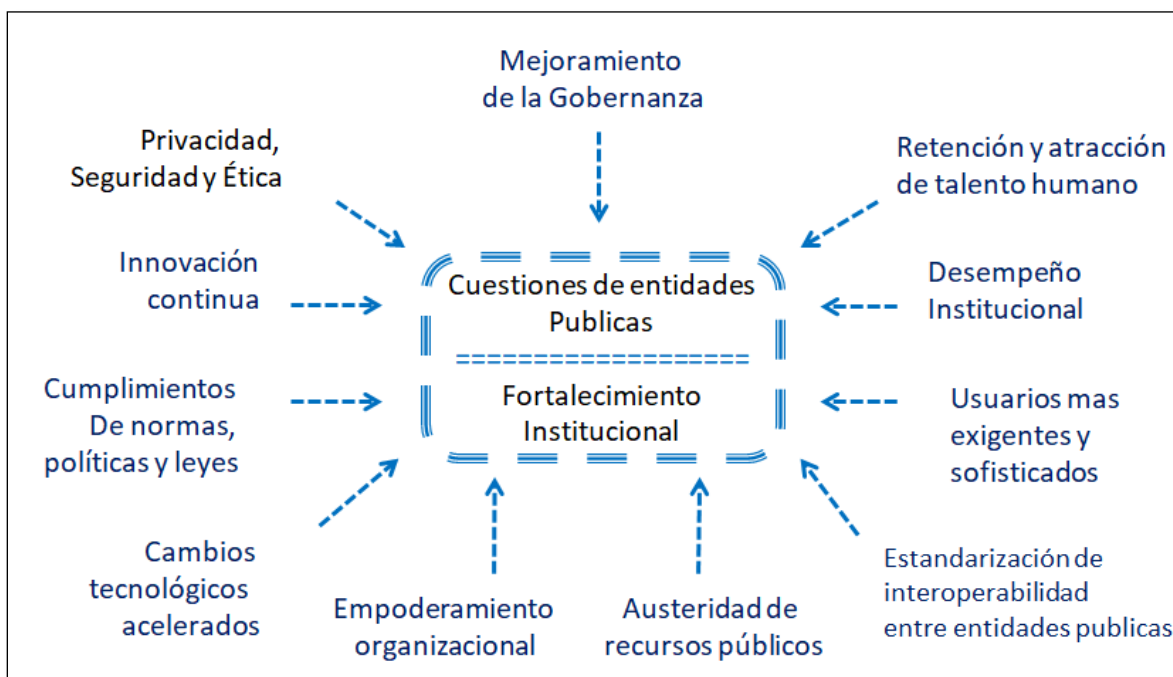 Mejoramiento
de la Gobernanza
Privacidad,
Seguridad y Ética
Retención y atracción
de talento humano
Innovación
continua
Cuestiones de entidades
Publicas
Desempeño
Institucional
Cumplimientos
De normas,
políticas y leyes
Fortalecimiento
Institucional
Usuarios mas
exigentes y
sofisticados
Cambios
tecnológicos
acelerados
Empoderamiento
organizacional
Austeridad de
recursos públicos
Estandarización de
interoperabilidad
entre entidades publicas